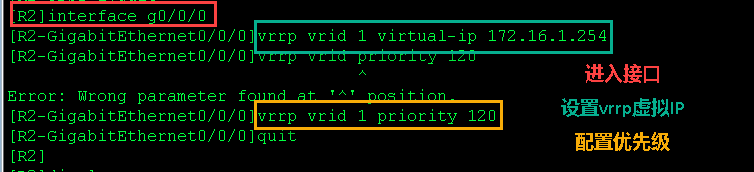 [R2]interface g0/0/0
[R2-GigabitEthernet0/0/0]vrrp vrid 1 virtual-ip 172.16.1.254
[R2-GigabitEthernet0/0/0]vrrp vrid priority 120
^
Error: Wrong parameter found at '^' position.
[R2-GigabitEthernet0/0/0]vrrp vrid 1 priority 120
[R2-GigabitEthernet0/0/0]quit
[R2]
进入接口
设置vrrp虚拟IP
配置优先级